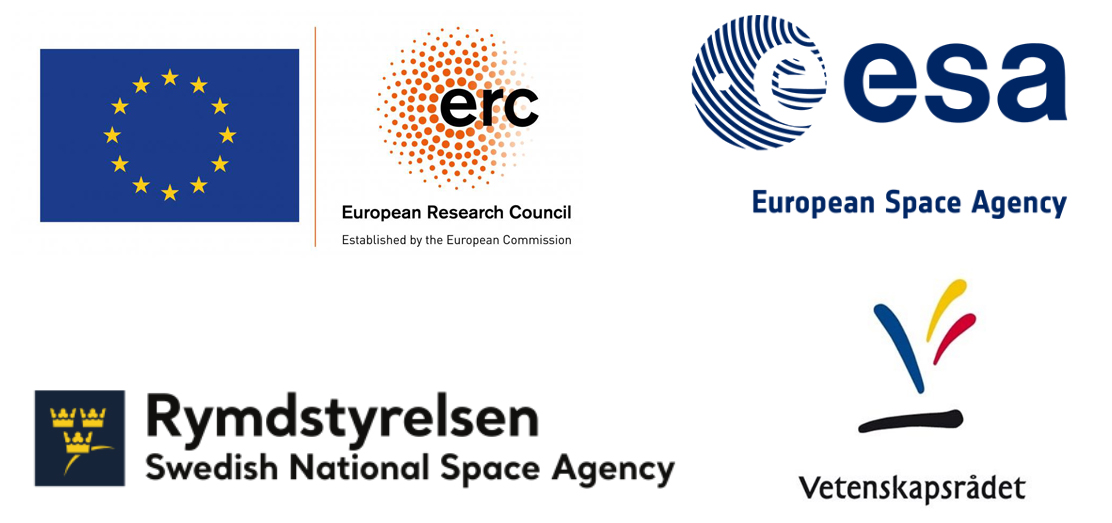 erc
European Research Council
Established by the European Commission
esa
European Space Agency
Rymdstyrelsen
Swedish National Space Agency
Vetenskapsrådet